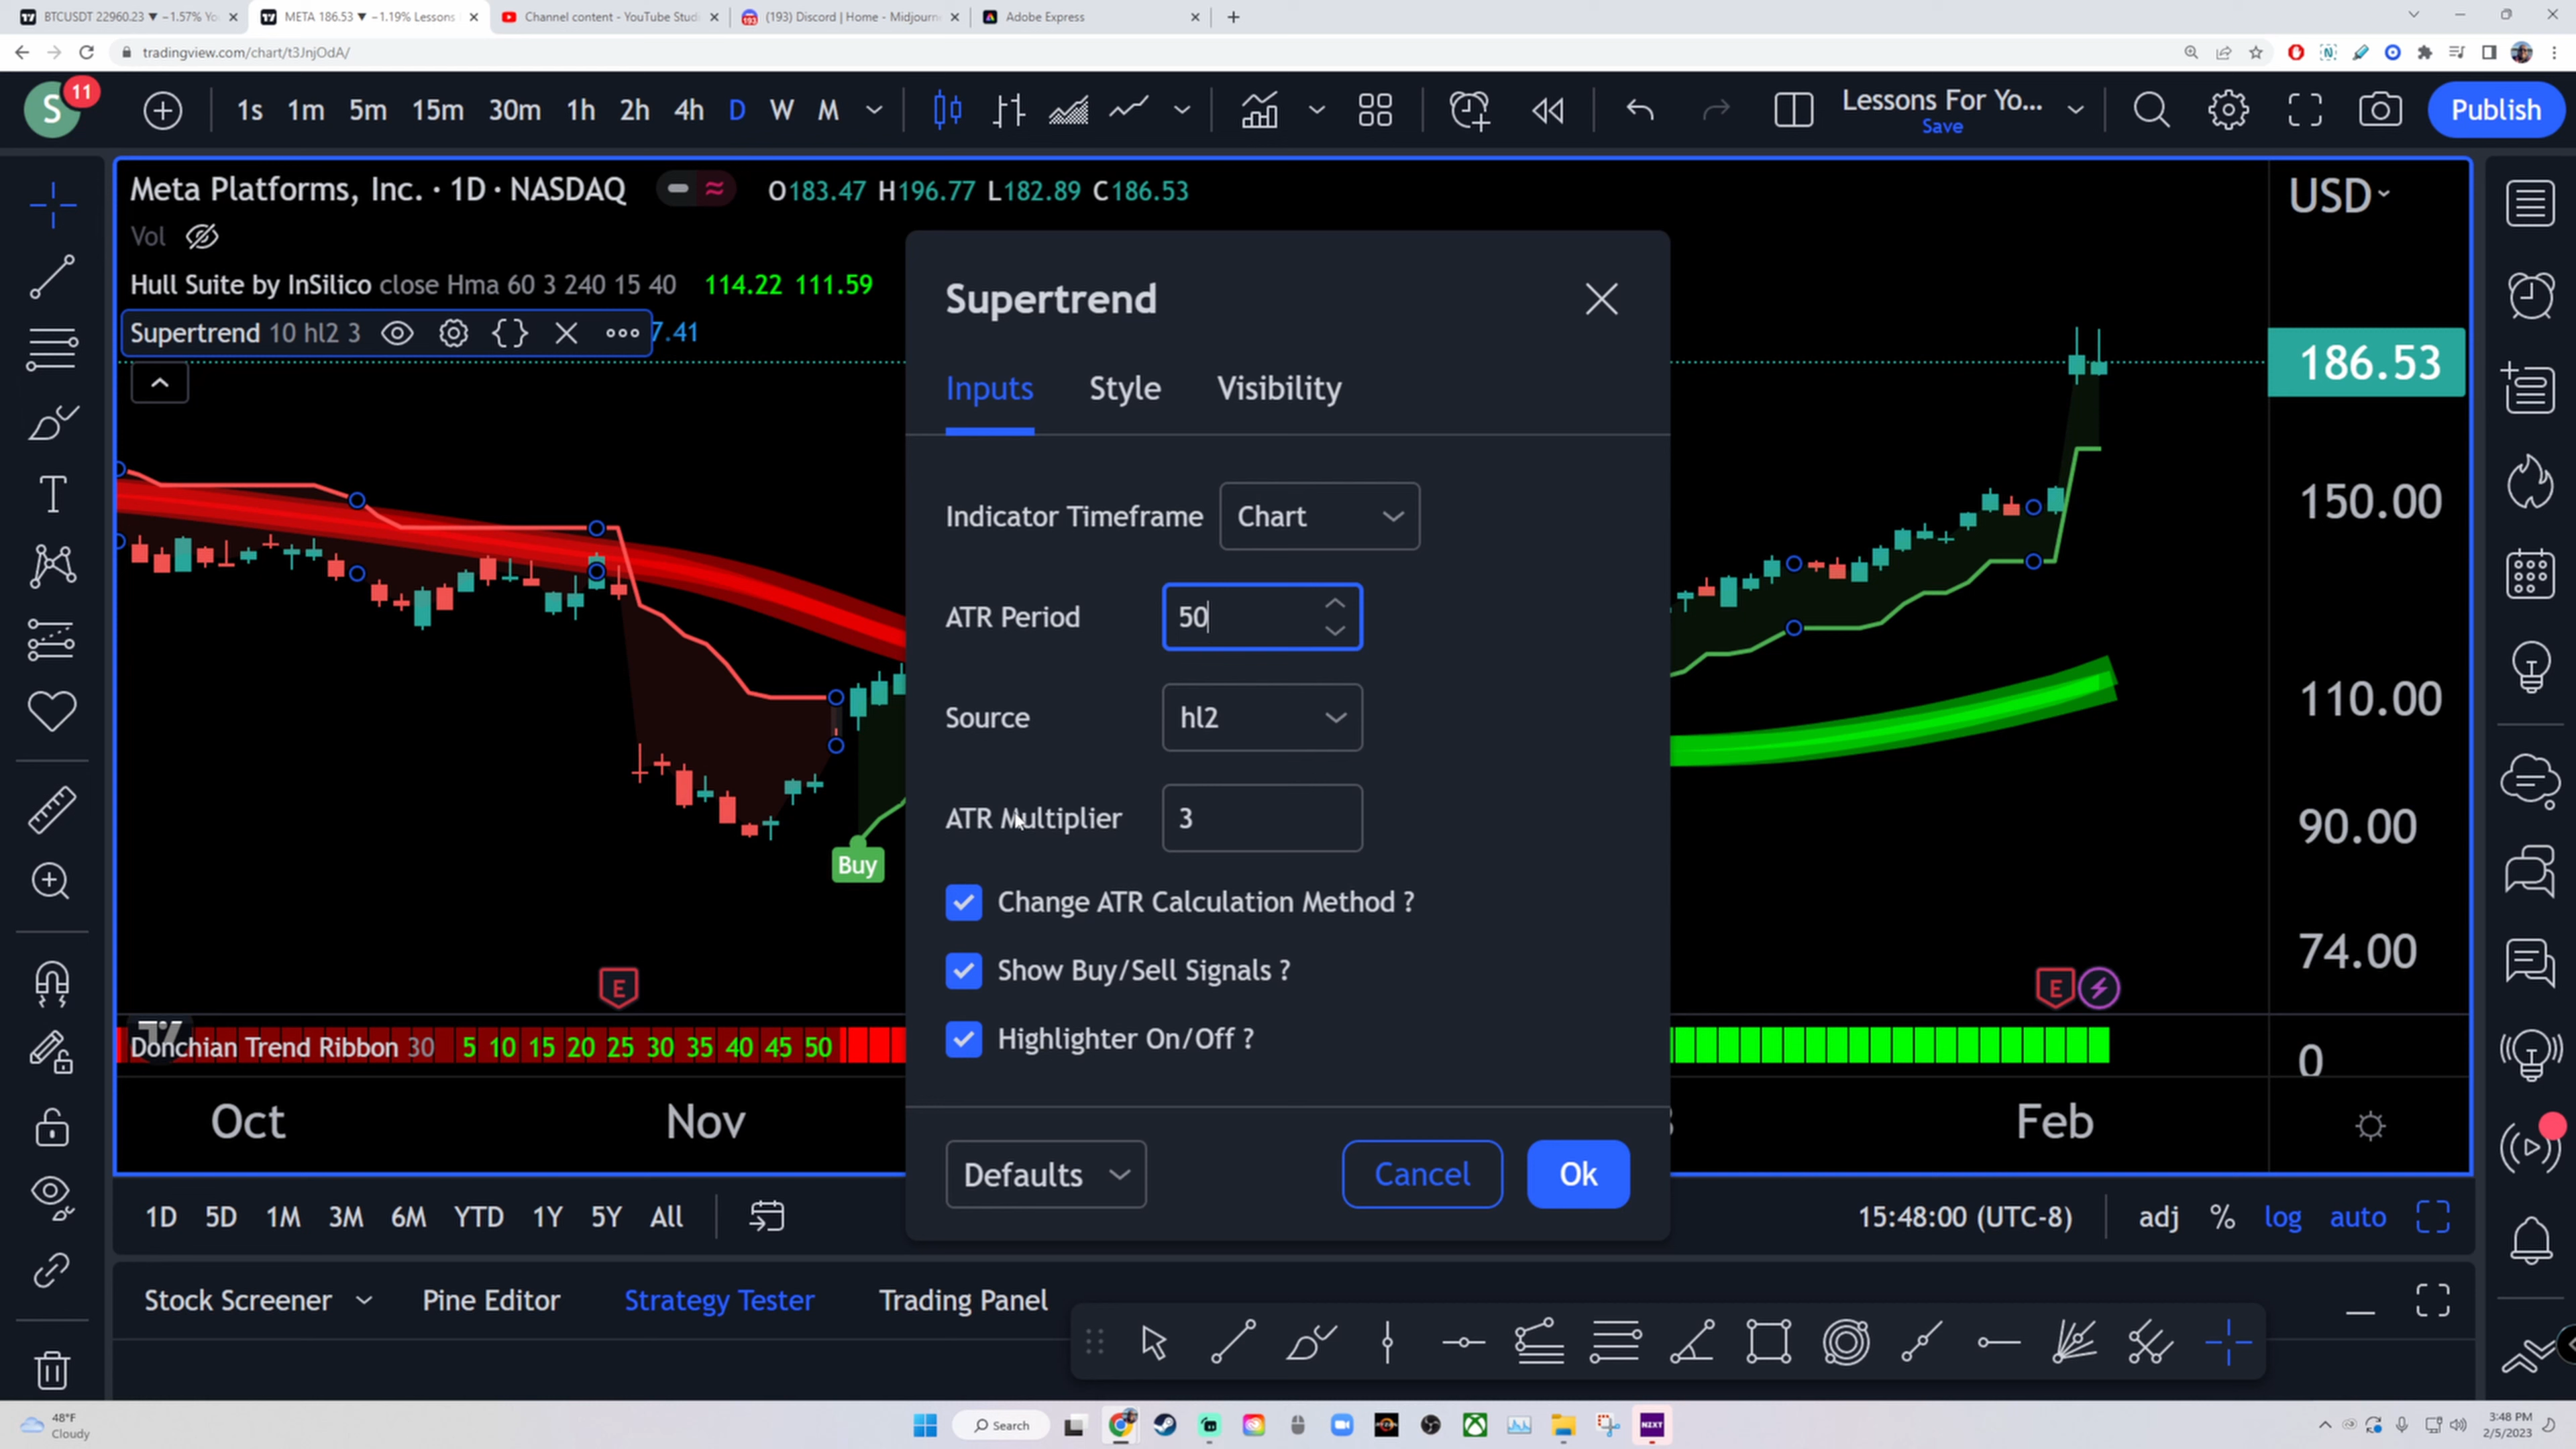 BTCUSDT 22960.23 ▼ −1.57% Yo
META 186.53 ▼ −1.19% Lessons
Channel content - YouTube Studi
(193) Discord | Home - Midjourn
Adobe Express
tradingview.com/chart/t3JnjOdA/
S 11 1s 1m 5m 15m 30m 1h 2h 4h D W M Lessons For Yo... Publish
Save
Meta Platforms, Inc. · 1D · NASDAQ O183.47 H196.77 L182.89 C186.53 USD
Vol
Hull Suite by InSilico close Hma 60 3 240 15 40 114.22 111.59
Supertrend 10 hl2 3 7.41
Supertrend
Inputs Style Visibility
Indicator Timeframe Chart
ATR Period 50
Source hl2
ATR Multiplier 3
Change ATR Calculation Method ?
Show Buy/Sell Signals ?
Highlighter On/Off ?
Defaults Cancel Ok
186.53
150.00
110.00
90.00
74.00
0
Buy
E E
Donchian Trend Ribbon 30 5 10 15 20 25 30 35 40 45 50
Oct Nov Feb
1D 5D 1M 3M 6M YTD 1Y 5Y All 15:48:00 (UTC-8) adj % log auto
Stock Screener Pine Editor Strategy Tester Trading Panel
48°F
Cloudy
Search
NZXT
3:48 PM
2/5/2023